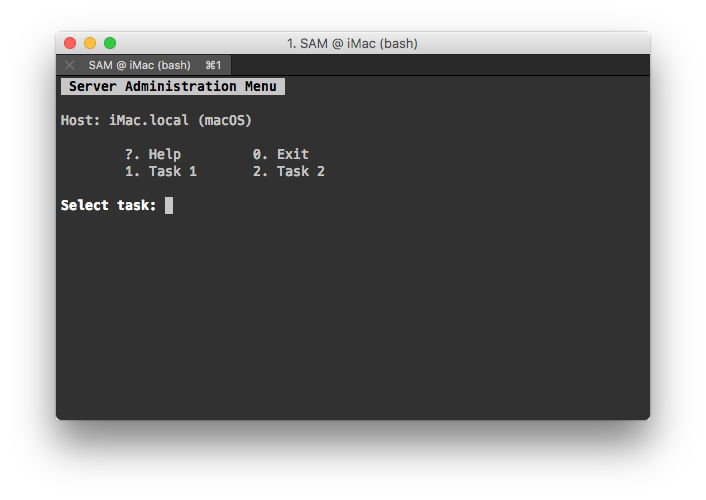 1. SAM @ iMac (bash)
SAM @ iMac (bash) ⌘1
Server Administration Menu
Host: iMac.local (macOS)
?. Help 0. Exit
1. Task 1 2. Task 2
Select task: